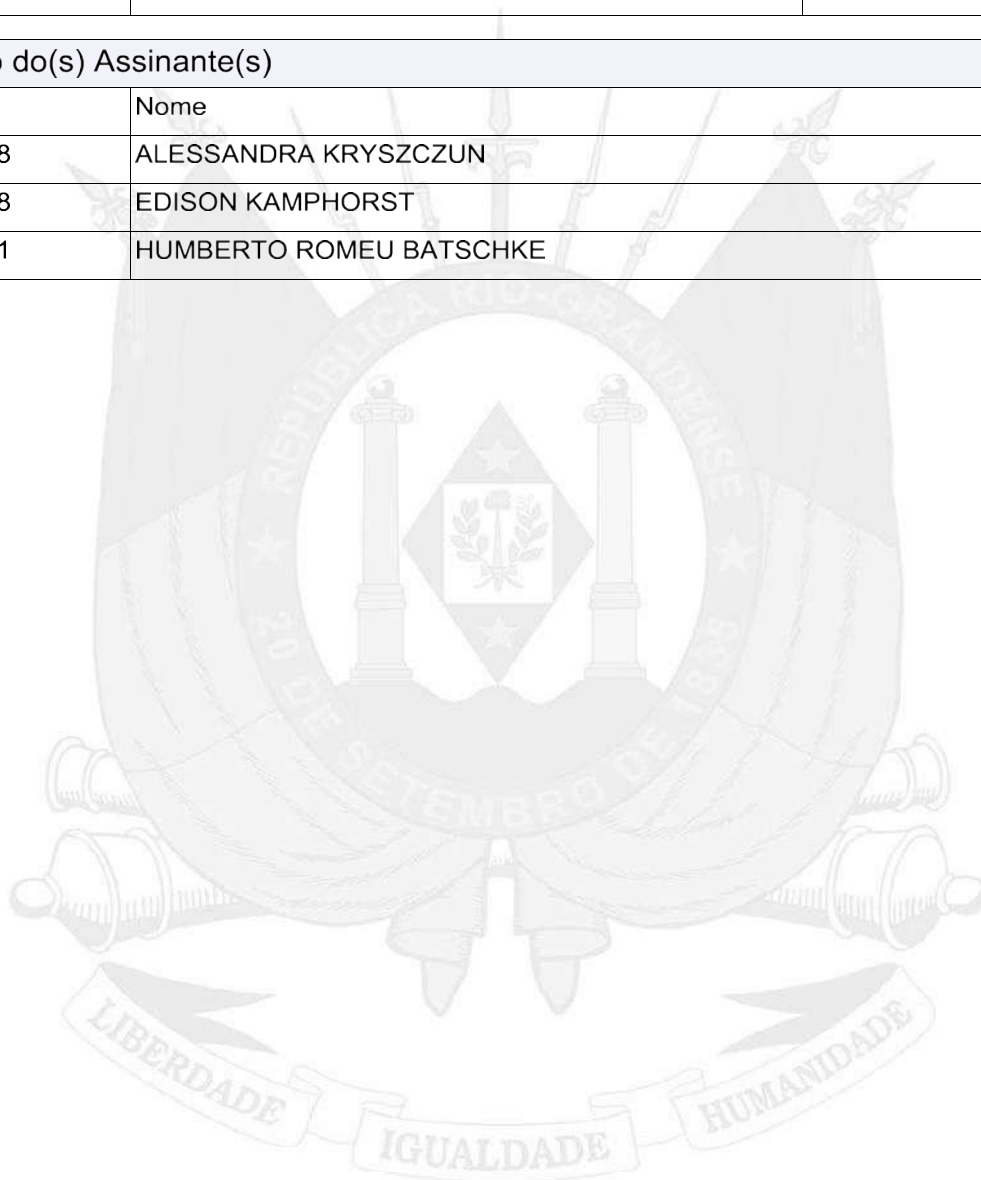 o do(s) Assinante(s)
Nome
8 ALESSANDRA KRYSZCZUN
8 EDISON KAMPHORST
1 HUMBERTO ROMEU BATSCHKE
REPÚBLICA RIO-GRANDENSE
20 DE SETEMBRO DE 1835
LIBERDADE IGUALDADE HUMANIDADE